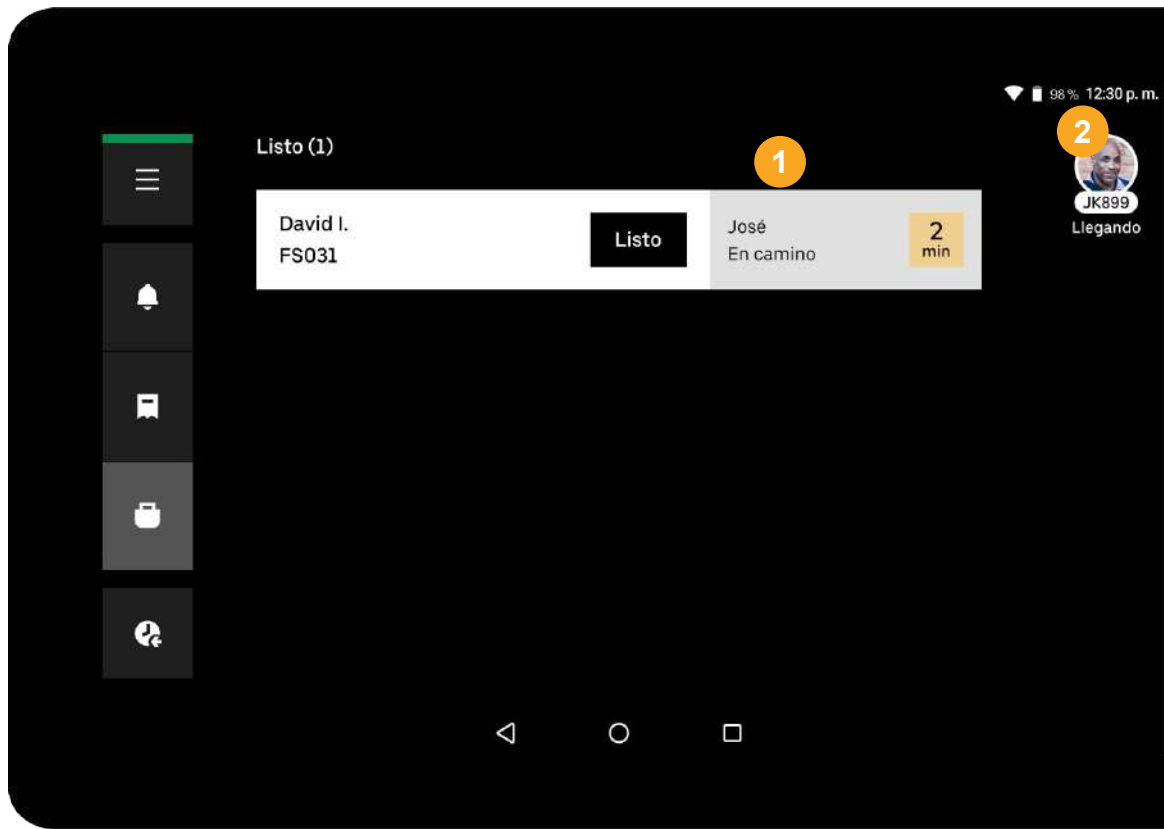 98% 12:30 p. m.
Listo (1)
1
2
JK899
Llegando
David I.
FS031
Listo
José
En camino
2
min